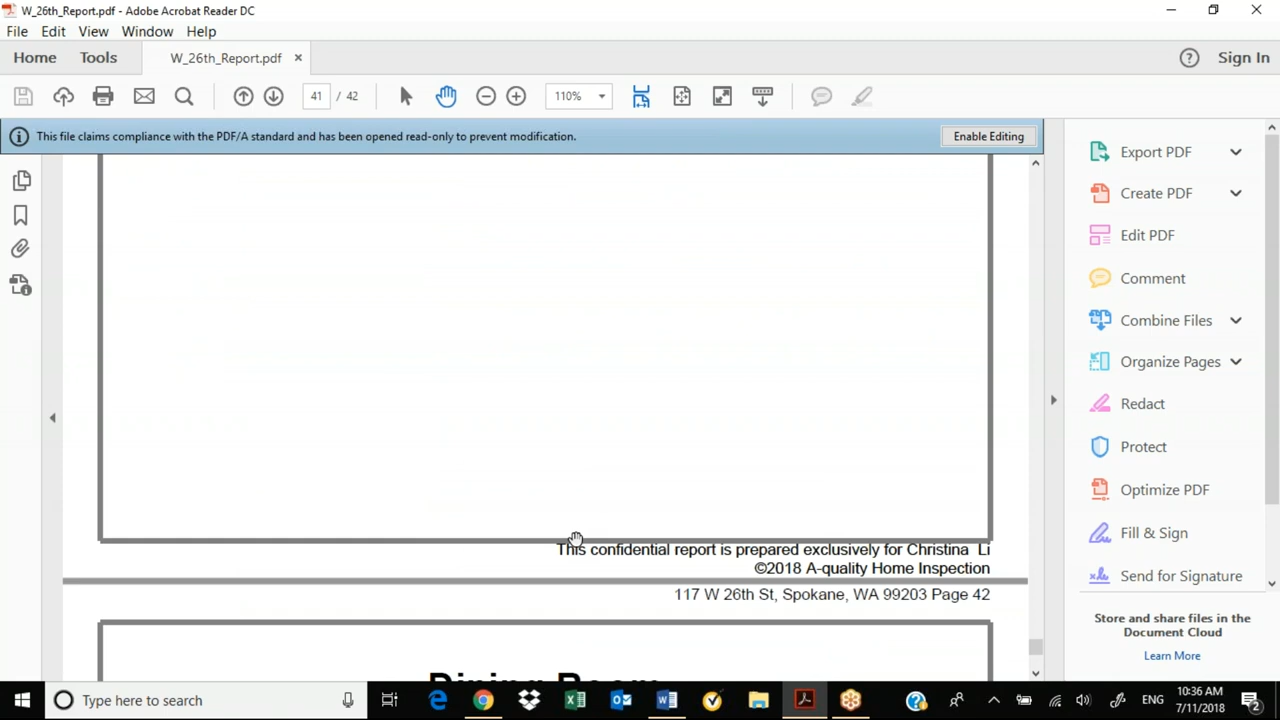 W_26th_Report.pdf - Adobe Acrobat Reader DC
File Edit View Window Help
Home Tools W_26th_Report.pdf × ? Sign In
41 / 42 110%
This file claims compliance with the PDF/A standard and has been opened read-only to prevent modification. Enable Editing
Export PDF
Create PDF
Edit PDF
Comment
Combine Files
Organize Pages
Redact
Protect
Optimize PDF
Fill & Sign
Send for Signature
Store and share files in the
Document Cloud
Learn More
This confidential report is prepared exclusively for Christina Li
©2018 A-quality Home Inspection
117 W 26th St, Spokane, WA 99203 Page 42
Dining Room
Type here to search
ENG
10:36 AM
7/11/2018
2